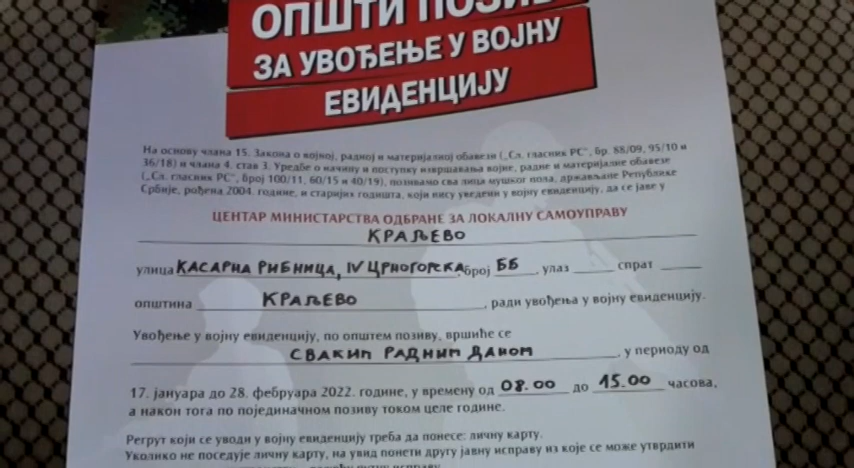 ОПШТИ ПОЗИВ
ЗА УВОЂЕЊЕ У ВОЈНУ
ЕВИДЕНЦИЈУ
На основу члана 15. Закона о војној, радној и материјалној обавези („Сл. гласник РС“, бр. 88/09, 95/10 и
36/18) и члана 4. став 3. Уредбе о начину и поступку извршавања војне, радне и материјалне обавезе
(„Сл. гласник РС“, број 100/11, 60/15 и 40/19), позивамо сва лица мушког пола, држављане Републике
Србије, рођена 2004. године, и старијих годишта, који нису уведени у војну евиденцију, да се јаве у
ЦЕНТАР МИНИСТАРСТВА ОДБРАНЕ ЗА ЛОКАЛНУ САМОУПРАВУ
КРАЉЕВО
улица КАСАРНА РИБНИЦА, IV ЦРНОГОРСКА, број ББ , улаз ______ спрат ______
општина КРАЉЕВО , ради увођења у војну евиденцију.
Увођење у војну евиденцију, по општем позиву, вршиће се
СВАКИМ РАДНИМ ДАНОМ , у периоду од
17. јануара до 28. фебруара 2022. године, у времену од 08.00 до 15.00 часова,
а након тога по појединачном позиву током целе године.
Регрут који се уводи у војну евиденцију треба да понесе: личну карту.
Уколико не поседује личну карту, на увид понети другу јавну исправу из које се може утврдити